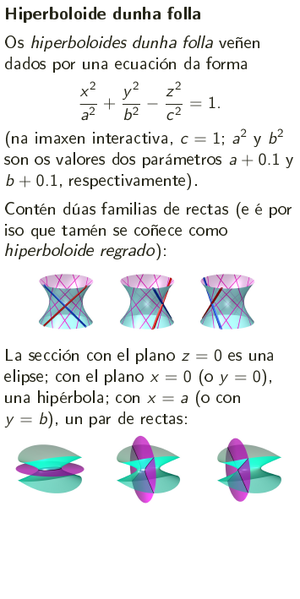 Hiperboloide dunha folla
Os hiperboloides dunha folla veñen
dados por una ecuación da forma
x²/a² + y²/b² − z²/c² = 1.
(na imaxen interactiva, c = 1; a² y b²
son os valores dos parámetros a + 0.1 y
b + 0.1, respectivamente).
Contén dúas familias de rectas (e é por
iso que tamén se coñece como
hiperboloide regrado):
La sección con el plano z = 0 es una
elipse; con el plano x = 0 (o y = 0),
una hipérbola; con x = a (o con
y = b), un par de rectas: